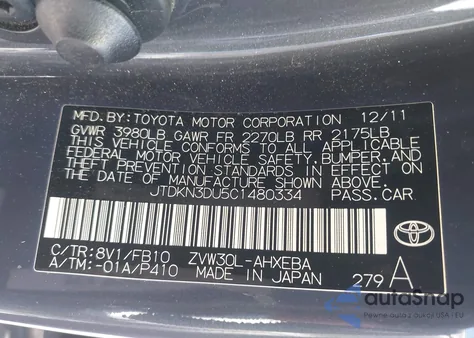 MFD. BY: TOYOTA MOTOR CORPORATION 12/11
GVWR 3980LB GAWR FR 2270LB RR 2175LB
THIS VEHICLE CONFORMS TO ALL APPLICABLE
FEDERAL MOTOR VEHICLE SAFETY, BUMPER, AND
THEFT PREVENTION STANDARDS IN EFFECT ON
THE DATE OF MANUFACTURE SHOWN ABOVE.
JTDKN3DU5C1480334 PASS. CAR
C/TR: 8V1/FB10 ZVW30L-AHXEBA
A/TM: -01A/P410 MADE IN JAPAN 279 A
TOYOTA
autoSnap